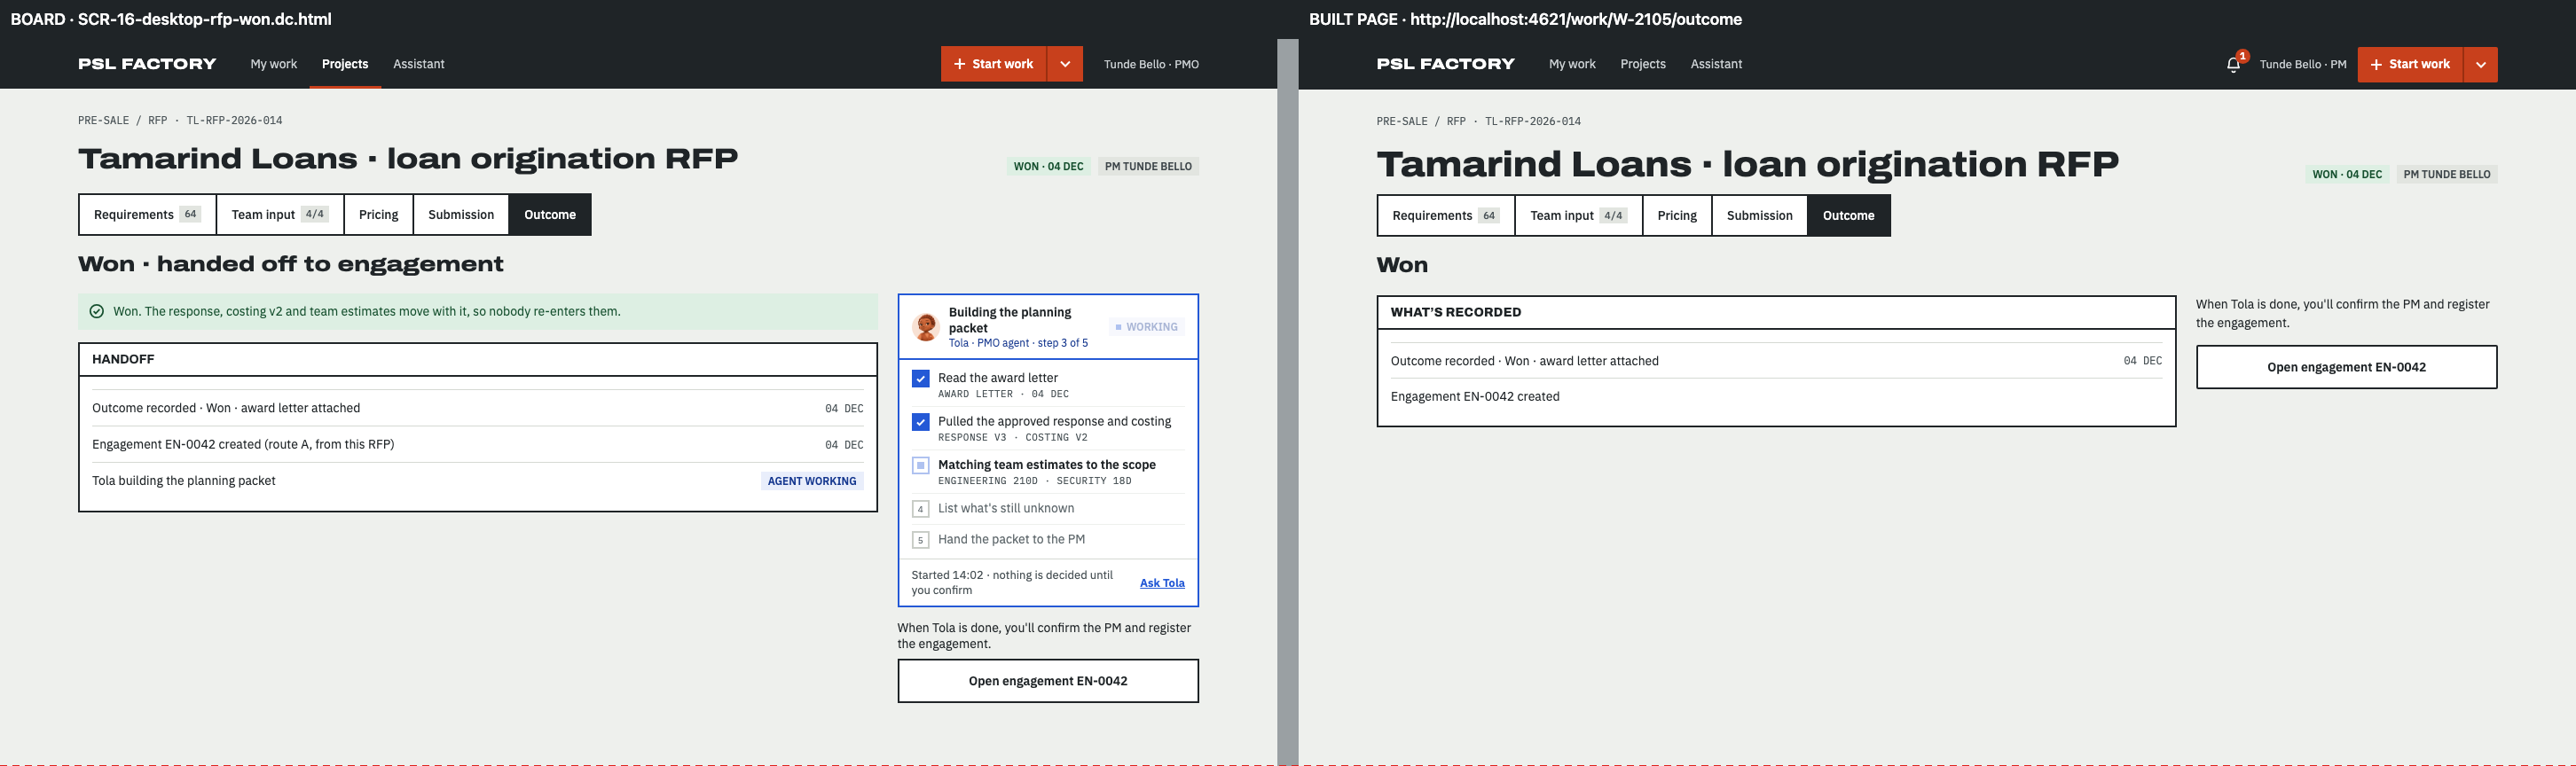 BOARD · SCR-16-desktop-rfp-won.dc.html
PSL FACTORY
My work
Projects
Assistant
+ Start work
Tunde Bello · PMO
PRE-SALE / RFP · TL-RFP-2026-014
Tamarind Loans · loan origination RFP
WON · 04 DEC
PM TUNDE BELLO
Requirements 64
Team input 4/4
Pricing
Submission
Outcome
Won · handed off to engagement
Won. The response, costing v2 and team estimates move with it, so nobody re-enters them.
HANDOFF
Outcome recorded · Won · award letter attached
04 DEC
Engagement EN-0042 created (route A, from this RFP)
04 DEC
Tola building the planning packet
AGENT WORKING
Building the planning
packet
Tola · PMO agent · step 3 of 5
WORKING
Read the award letter
AWARD LETTER · 04 DEC
Pulled the approved response and costing
RESPONSE V3 · COSTING V2
Matching team estimates to the scope
ENGINEERING 210D · SECURITY 18D
4 List what's still unknown
5 Hand the packet to the PM
Started 14:02 · nothing is decided until
you confirm
Ask Tola
When Tola is done, you'll confirm the PM and register
the engagement.
Open engagement EN-0042
BUILT PAGE · http://localhost:4621/work/W-2105/outcome
PSL FACTORY
My work
Projects
Assistant
1
Tunde Bello · PM
+ Start work
PRE-SALE / RFP · TL-RFP-2026-014
Tamarind Loans · loan origination RFP
WON · 04 DEC
PM TUNDE BELLO
Requirements 64
Team input 4/4
Pricing
Submission
Outcome
Won
WHAT'S RECORDED
Outcome recorded · Won · award letter attached
04 DEC
Engagement EN-0042 created
When Tola is done, you'll confirm the PM and register
the engagement.
Open engagement EN-0042